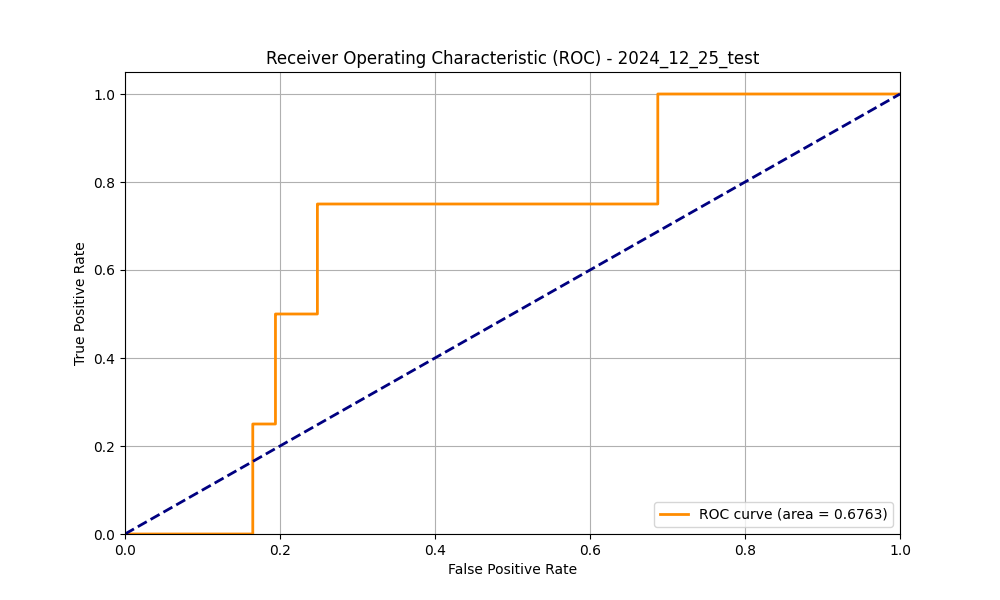 Receiver Operating Characteristic (ROC) - 2024_12_25_test
1.0
0.8
0.6
0.4
0.2
0.0
True Positive Rate
ROC curve (area = 0.6763)
0.0 0.2 0.4 0.6 0.8 1.0
False Positive Rate